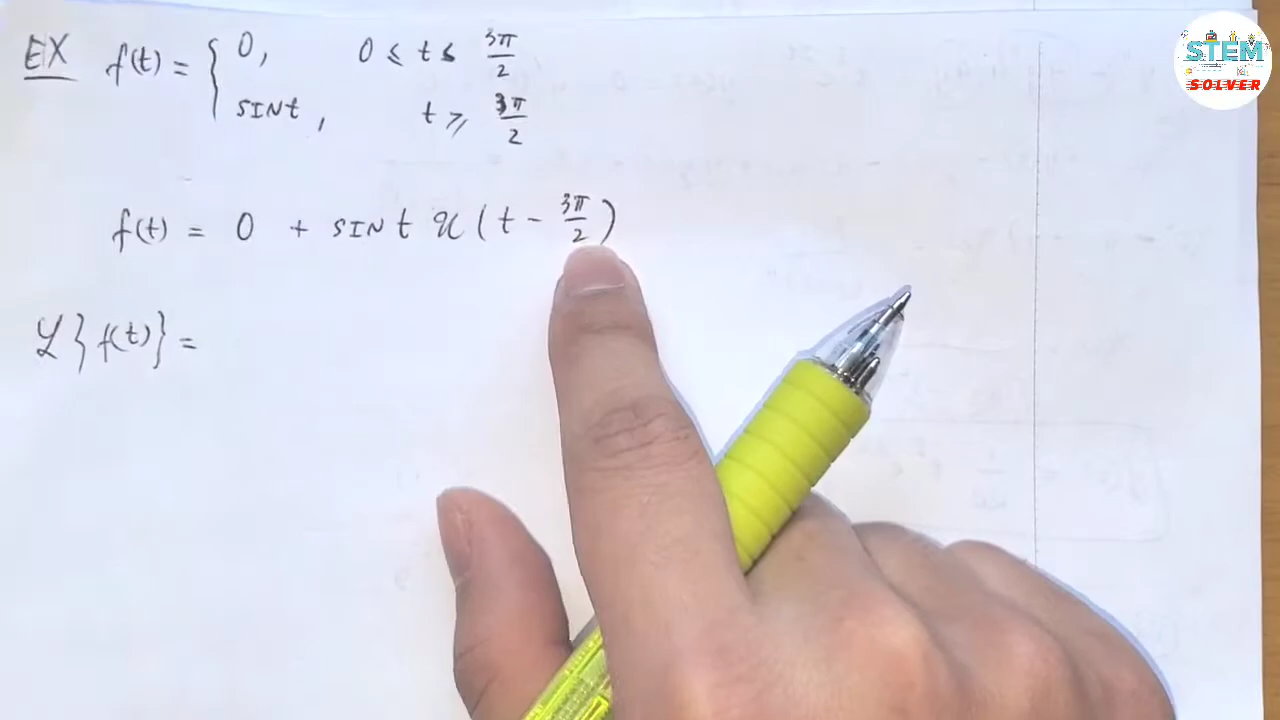 EX f(t) = { 0, 0 ≤ t ≤ 3π/2
sint, t ≥ 3π/2
f(t) = 0 + sint u(t - 3π/2)
ℒ{f(t)} =
STEM
SOLVER